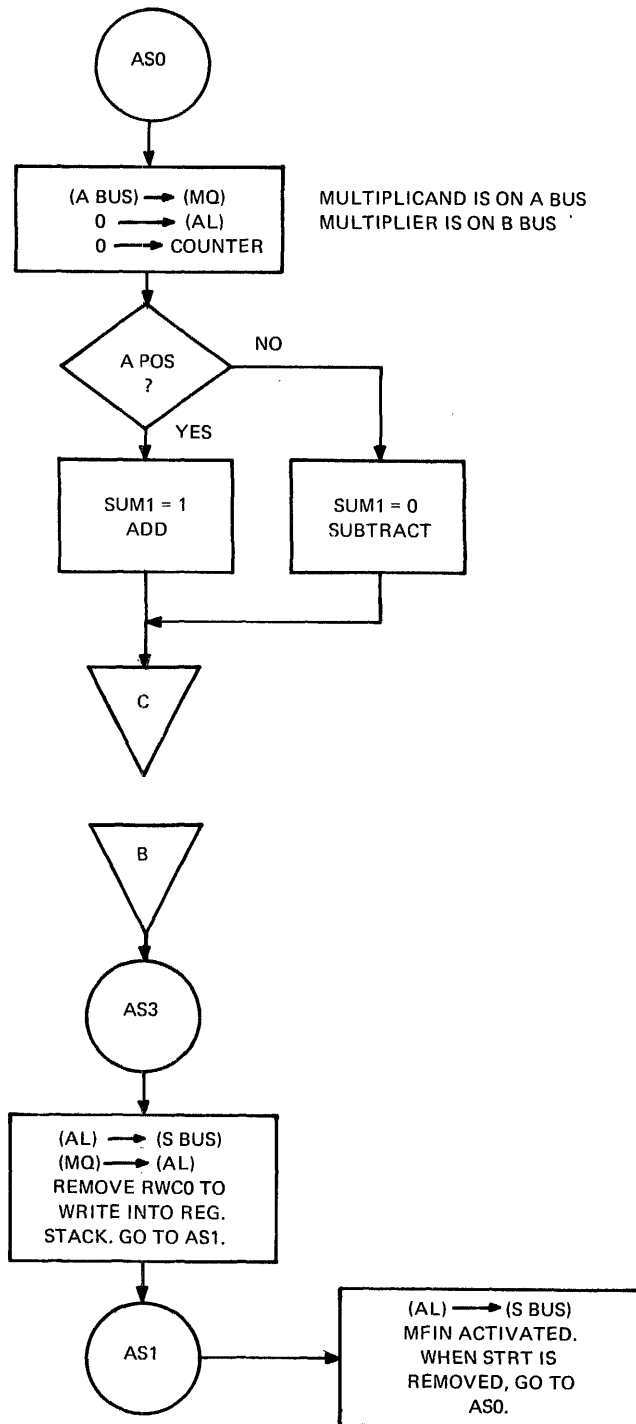 AS0
(A BUS) → (MQ)
0 → (AL)
0 → COUNTER
MULTIPLICAND IS ON A BUS
MULTIPLIER IS ON B BUS
A POS
?
NO
YES
SUM1 = 1
ADD
SUM1 = 0
SUBTRACT
C
B
AS3
(AL) → (S BUS)
(MQ) → (AL)
REMOVE RWC0 TO
WRITE INTO REG.
STACK. GO TO AS1.
AS1
(AL) → (S BUS)
MFIN ACTIVATED.
WHEN STRT IS
REMOVED, GO TO
AS0.